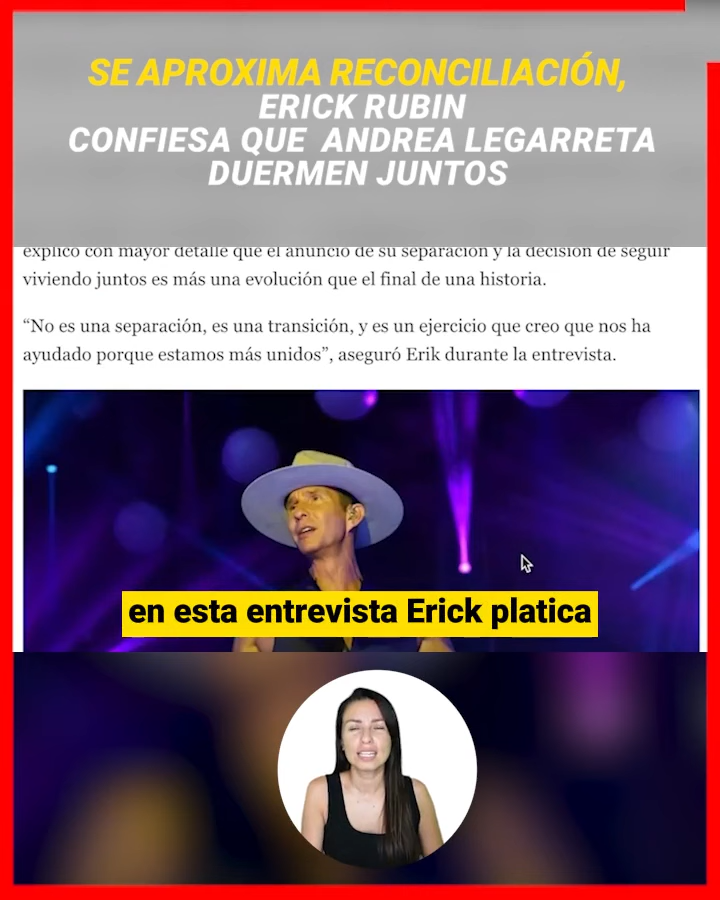 SE APROXIMA RECONCILIACIÓN,
ERICK RUBIN
CONFIESA QUE ANDREA LEGARRETA
DUERMEN JUNTOS
explicó con mayor detalle que el anuncio de su separación y la decisión de seguir
viviendo juntos es más una evolución que el final de una historia.
“No es una separación, es una transición, y es un ejercicio que creo que nos ha
ayudado porque estamos más unidos”, aseguró Erik durante la entrevista.
en esta entrevista Erick platica